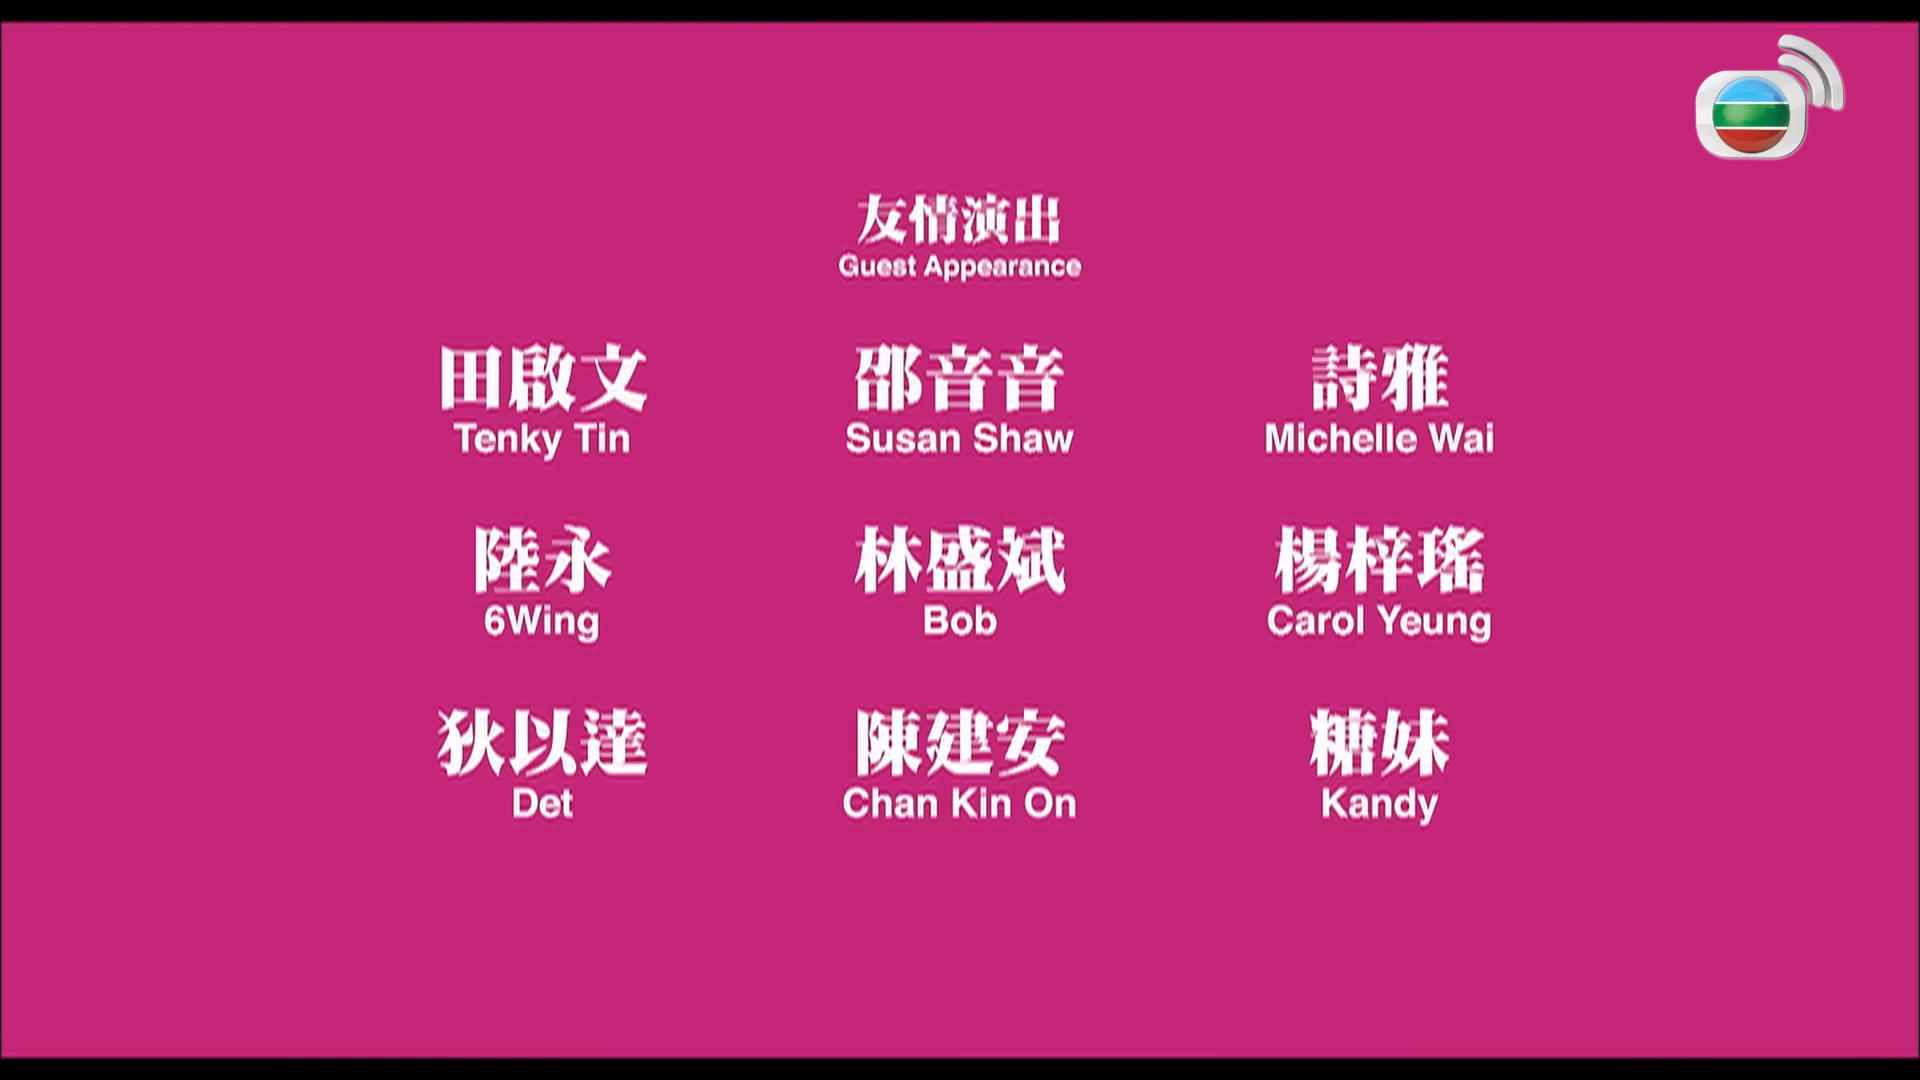 友情演出
Guest Appearance
田啟文 邵音音 詩雅
Tenky Tin Susan Shaw Michelle Wai
陸永 林盛斌 楊梓瑤
6Wing Bob Carol Yeung
狄以達 陳建安 糖妹
Det Chan Kin On Kandy